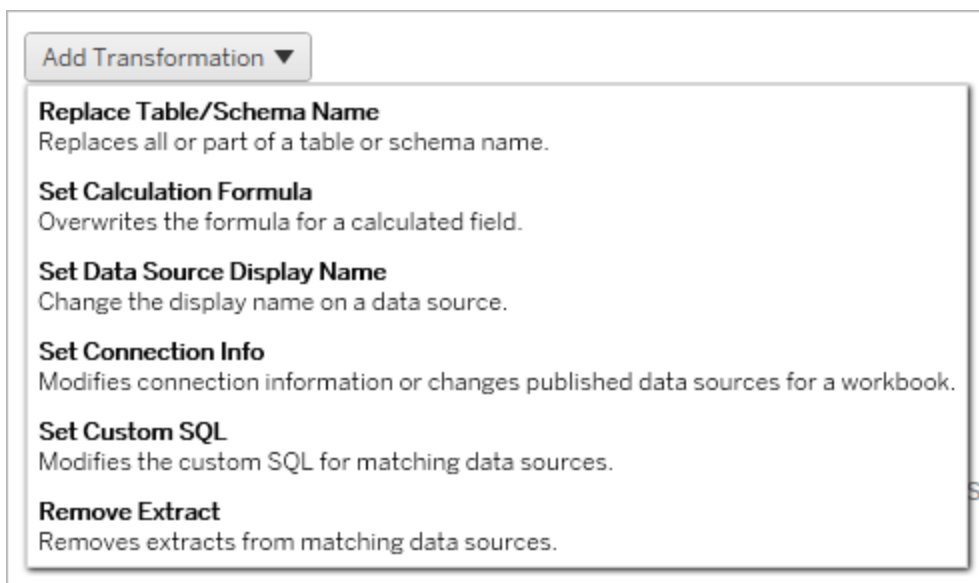 Add Transformation ▼
Replace Table/Schema Name
Replaces all or part of a table or schema name.
Set Calculation Formula
Overwrites the formula for a calculated field.
Set Data Source Display Name
Change the display name on a data source.
Set Connection Info
Modifies connection information or changes published data sources for a workbook.
Set Custom SQL
Modifies the custom SQL for matching data sources.
Remove Extract
Removes extracts from matching data sources.